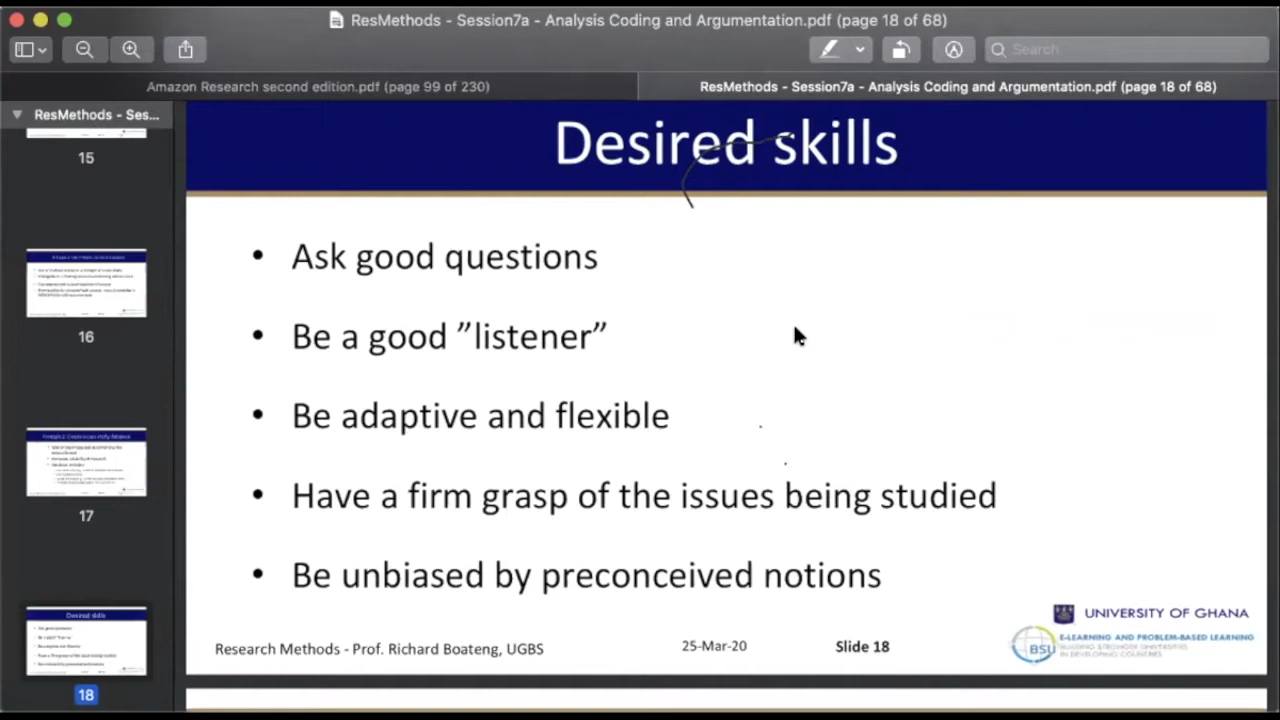 ResMethods - Session7a - Analysis Coding and Argumentation.pdf (page 18 of 68)
Search
Amazon Research second edition.pdf (page 99 of 230)
ResMethods - Session7a - Analysis Coding and Argumentation.pdf (page 18 of 68)
ResMethods - Ses...
15
16
17
Desired skills
18
Desired skills
• Ask good questions
• Be a good ”listener”
• Be adaptive and flexible
• Have a firm grasp of the issues being studied
• Be unbiased by preconceived notions
UNIVERSITY OF GHANA
BSU
E-LEARNING AND PROBLEM-BASED LEARNING
BUILDING STRONGER UNIVERSITIES
IN DEVELOPING COUNTRIES
Research Methods - Prof. Richard Boateng, UGBS
25-Mar-20
Slide 18